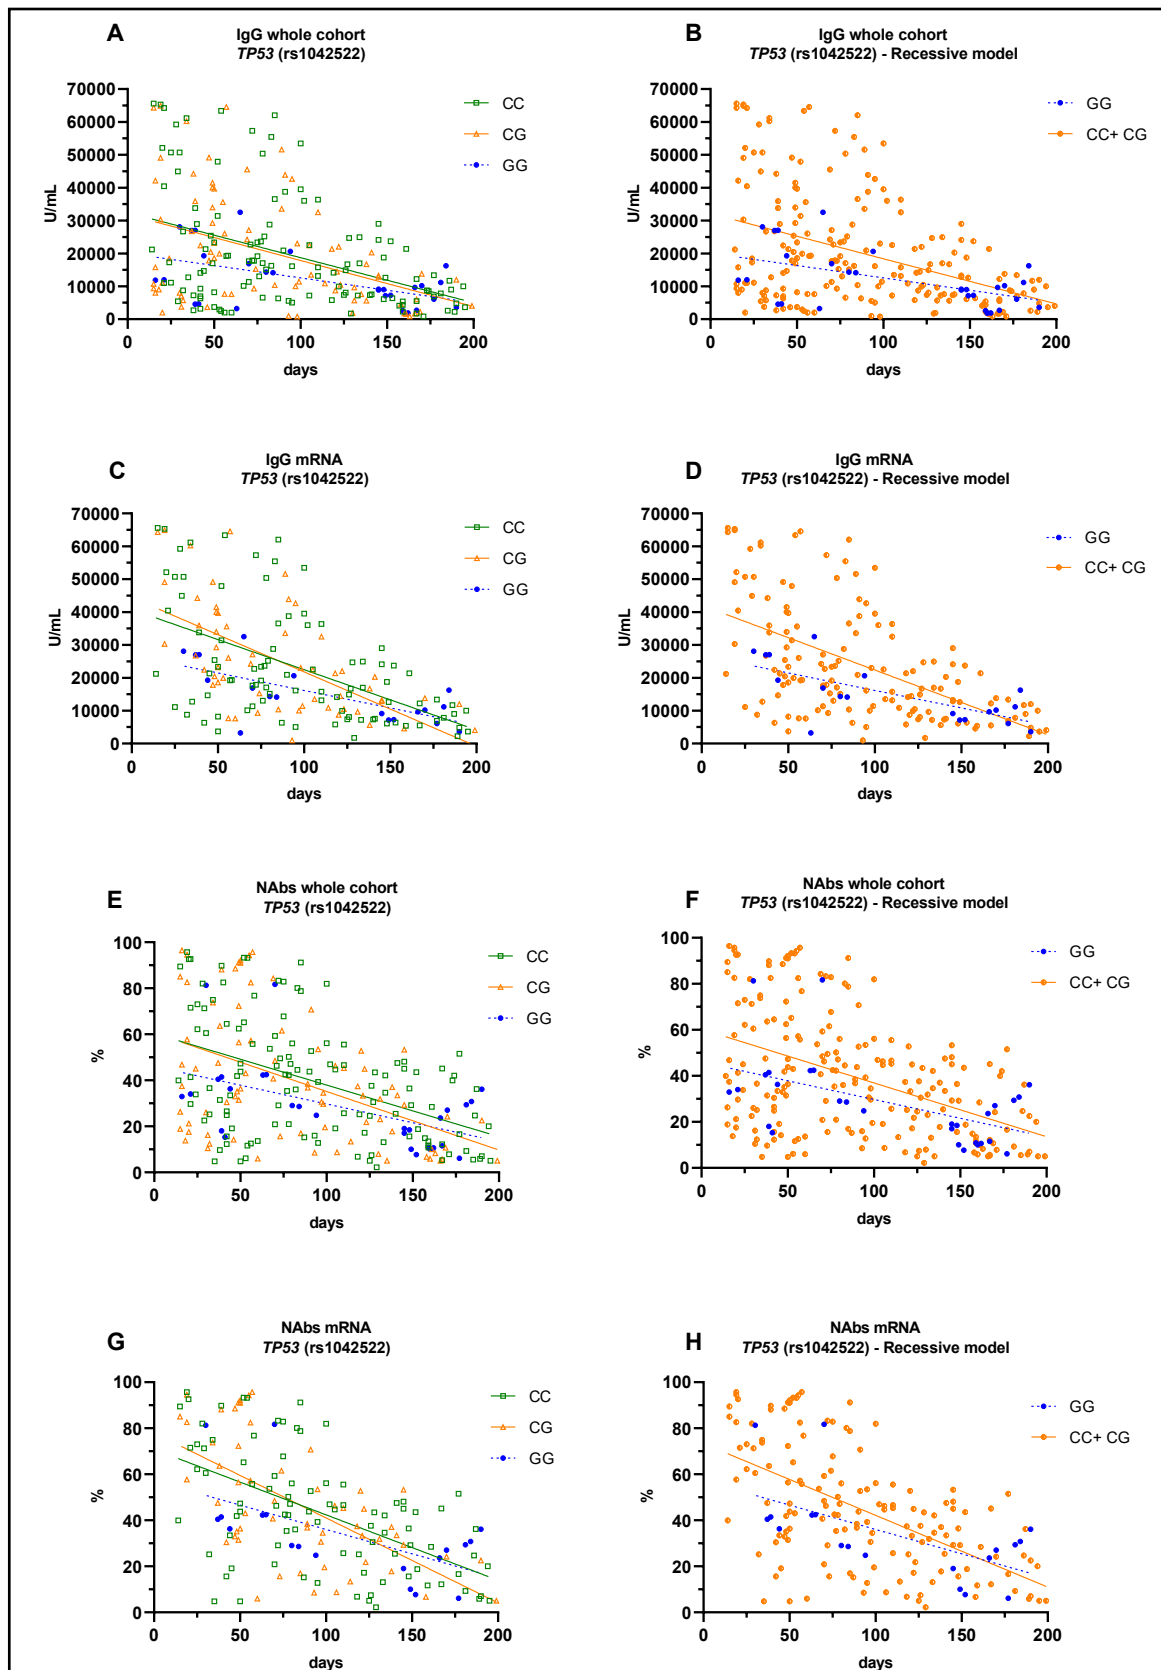 A
IgG whole cohort
TP53 (rs1042522)
70000
60000
50000
40000
30000
20000
10000
0
U/mL
0 50 100 150 200
days
CC
CG
GG
B
IgG whole cohort
TP53 (rs1042522) - Recessive model
70000
60000
50000
40000
30000
20000
10000
0
U/mL
0 50 100 150 200
days
GG
CC+ CG
C
IgG mRNA
TP53 (rs1042522)
70000
60000
50000
40000
30000
20000
10000
0
U/mL
0 50 100 150 200
days
CC
CG
GG
D
IgG mRNA
TP53 (rs1042522) - Recessive model
70000
60000
50000
40000
30000
20000
10000
0
U/mL
0 50 100 150 200
days
GG
CC+ CG
E
NAbs whole cohort
TP53 (rs1042522)
100
80
60
40
20
0
%
0 50 100 150 200
days
CC
CG
GG
F
NAbs whole cohort
TP53 (rs1042522) - Recessive model
100
80
60
40
20
0
%
0 50 100 150 200
days
GG
CC+ CG
G
NAbs mRNA
TP53 (rs1042522)
100
80
60
40
20
0
%
0 50 100 150 200
days
CC
CG
GG
H
NAbs mRNA
TP53 (rs1042522) - Recessive model
100
80
60
40
20
0
%
0 50 100 150 200
days
GG
CC+ CG